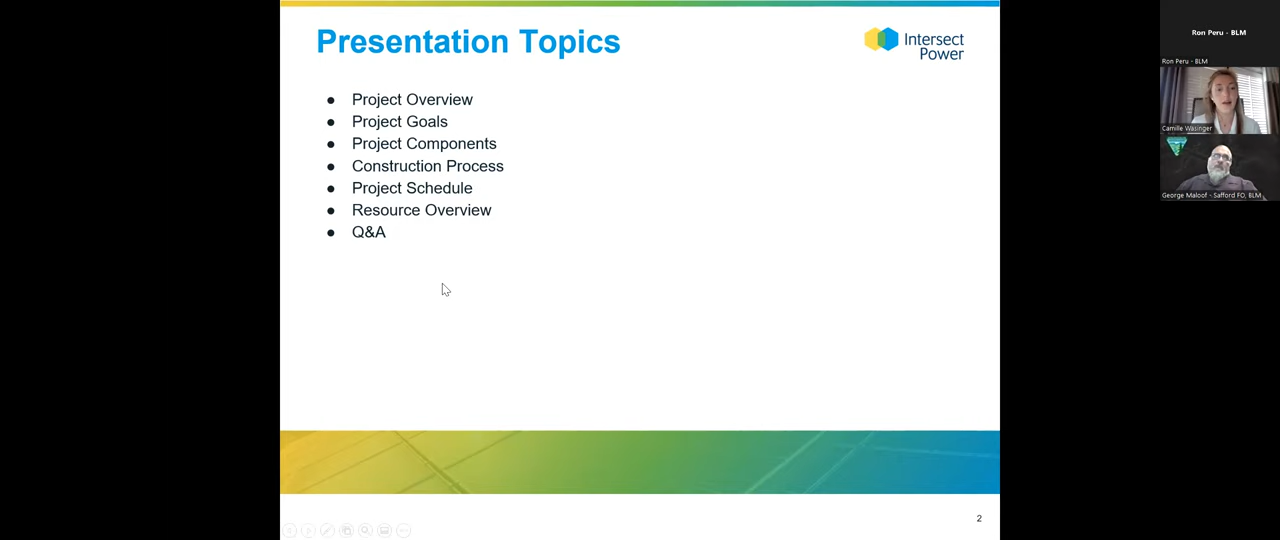 Presentation Topics
Intersect
Power
● Project Overview
● Project Goals
● Project Components
● Construction Process
● Project Schedule
● Resource Overview
● Q&A
2
Ron Peru - BLM
Ron Peru - BLM
Camille Wasinger
George Maloof - Safford FO, BLM